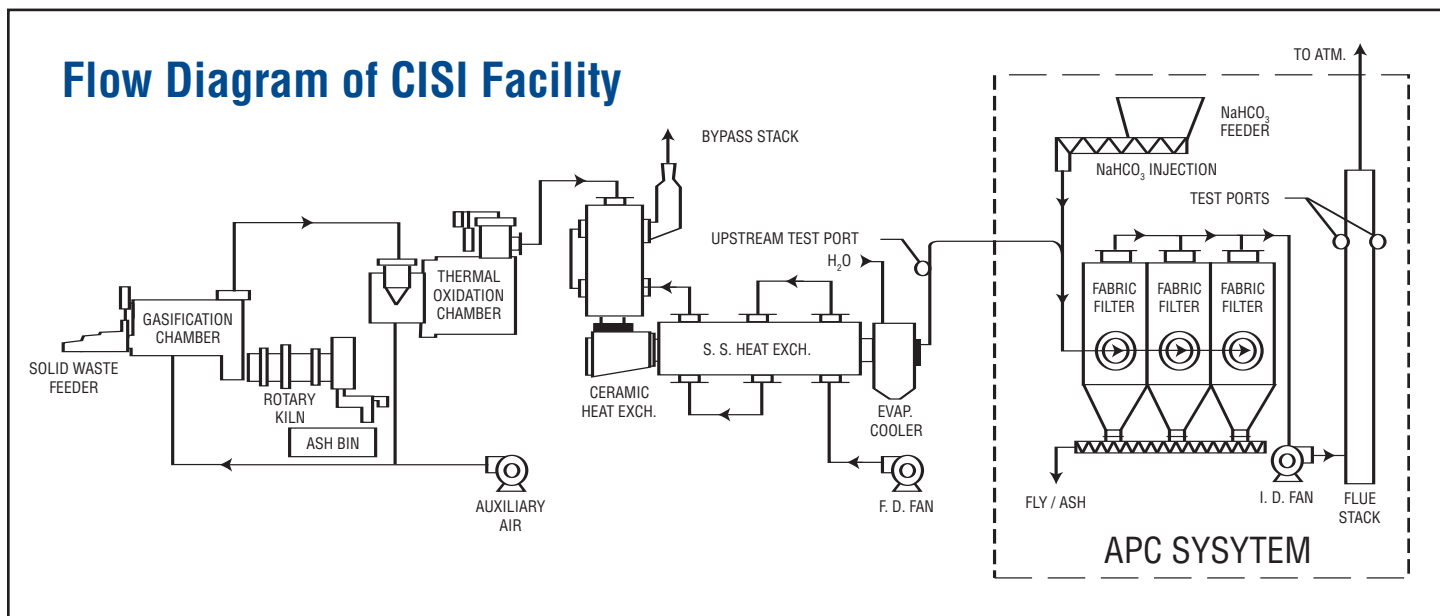 Flow Diagram of CISI Facility
TO ATM.
NaHCO₃
FEEDER
BYPASS STACK
NaHCO₃ INJECTION
TEST PORTS
UPSTREAM TEST PORT
H₂O
THERMAL
OXIDATION
CHAMBER
GASIFICATION
CHAMBER
FABRIC
FILTER
FABRIC
FILTER
FABRIC
FILTER
S. S. HEAT EXCH.
SOLID WASTE
FEEDER
ROTARY
KILN
CERAMIC
HEAT EXCH.
EVAP.
COOLER
ASH BIN
AUXILIARY
AIR
F. D. FAN
FLY / ASH
I. D. FAN
FLUE
STACK
APC SYSYTEM